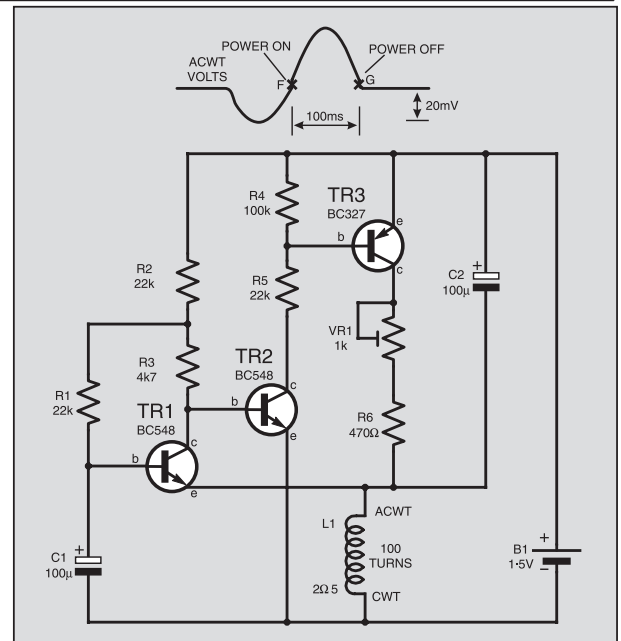 POWER ON
POWER OFF
ACWT
VOLTS
F
G
100ms
20mV
R4
100k
TR3
BC327
e
b
c
R2
22k
R5
22k
+
C2
100µ
VR1
1k
R3
4k7
TR2
BC548
c
R1
22k
TR1
BC548
b
e
R6
470Ω
c
b
e
L1
ACWT
100
TURNS
+
C1
100µ
+
B1
1·5V
−
2Ω5
CWT